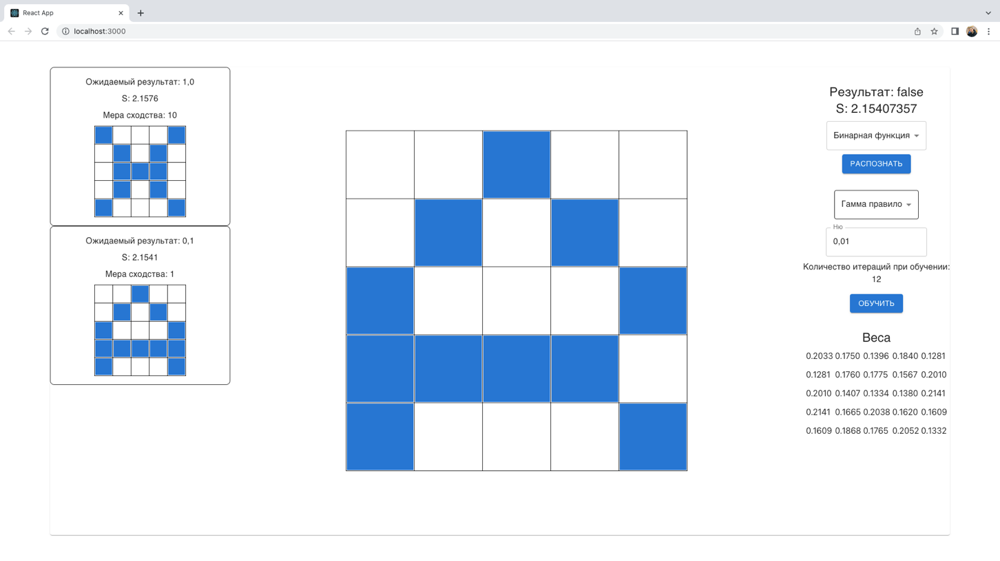 React App
localhost:3000
Ожидаемый результат: 1,0
S: 2.1576
Мера сходства: 10
Ожидаемый результат: 0,1
S: 2.1541
Мера сходства: 1
Результат: false
S: 2.15407357
Бинарная функция
РАСПОЗНАТЬ
Гамма правило
Ню
0,01
Количество итераций при обучении:
12
ОБУЧИТЬ
Веса
0.2033 0.1750 0.1396 0.1840 0.1281
0.1281 0.1760 0.1775 0.1567 0.2010
0.2010 0.1407 0.1334 0.1380 0.2141
0.2141 0.1665 0.2038 0.1620 0.1609
0.1609 0.1868 0.1765 0.2052 0.1332